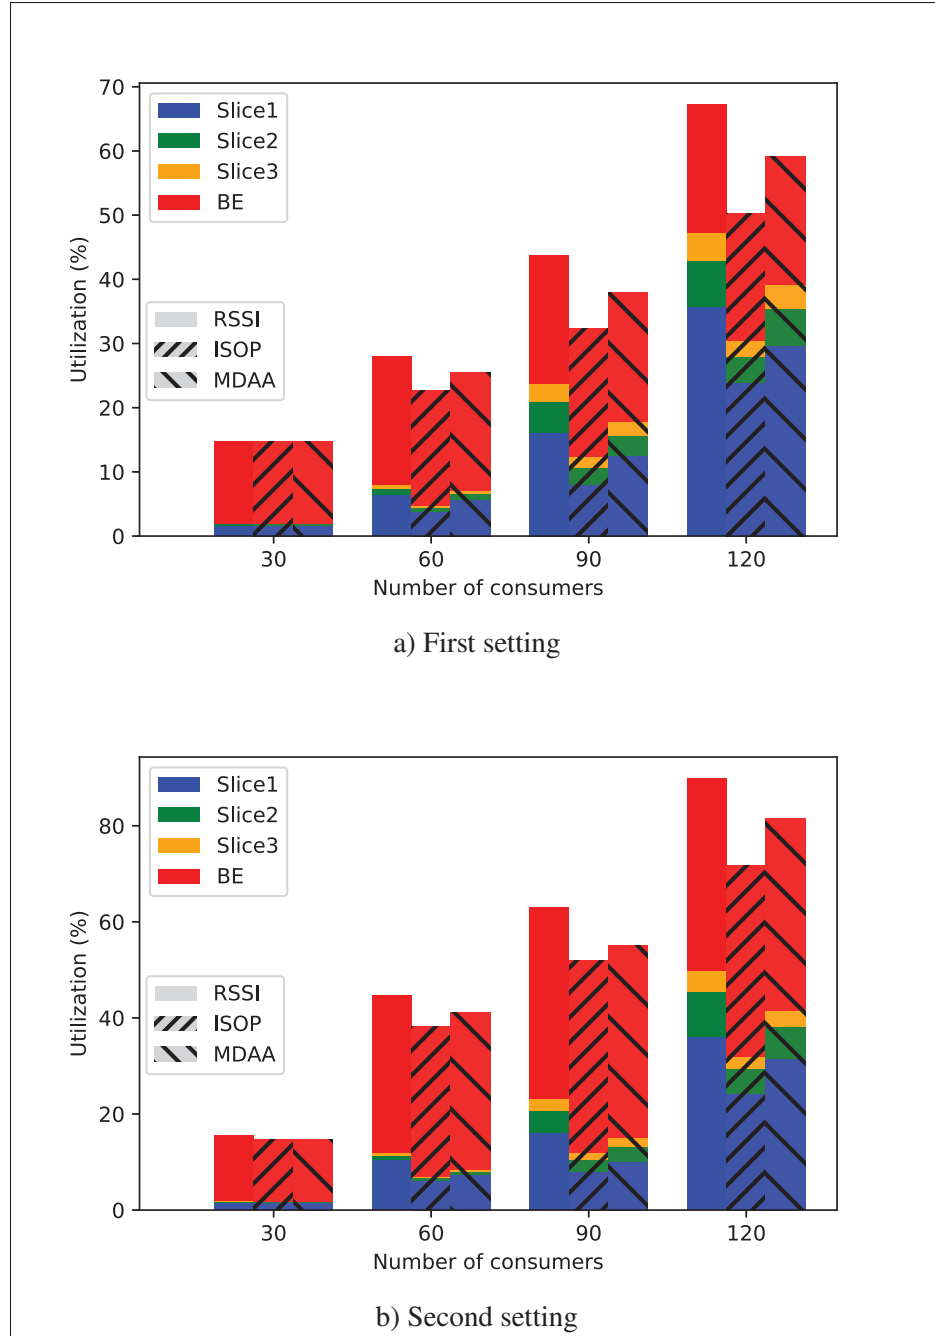 70
60
50
40
30
20
10
0
Utilization (%)
Slice1
Slice2
Slice3
BE
RSSI
ISOP
MDAA
30 60 90 120
Number of consumers
a) First setting
80
60
40
20
0
Utilization (%)
Slice1
Slice2
Slice3
BE
RSSI
ISOP
MDAA
30 60 90 120
Number of consumers
b) Second setting